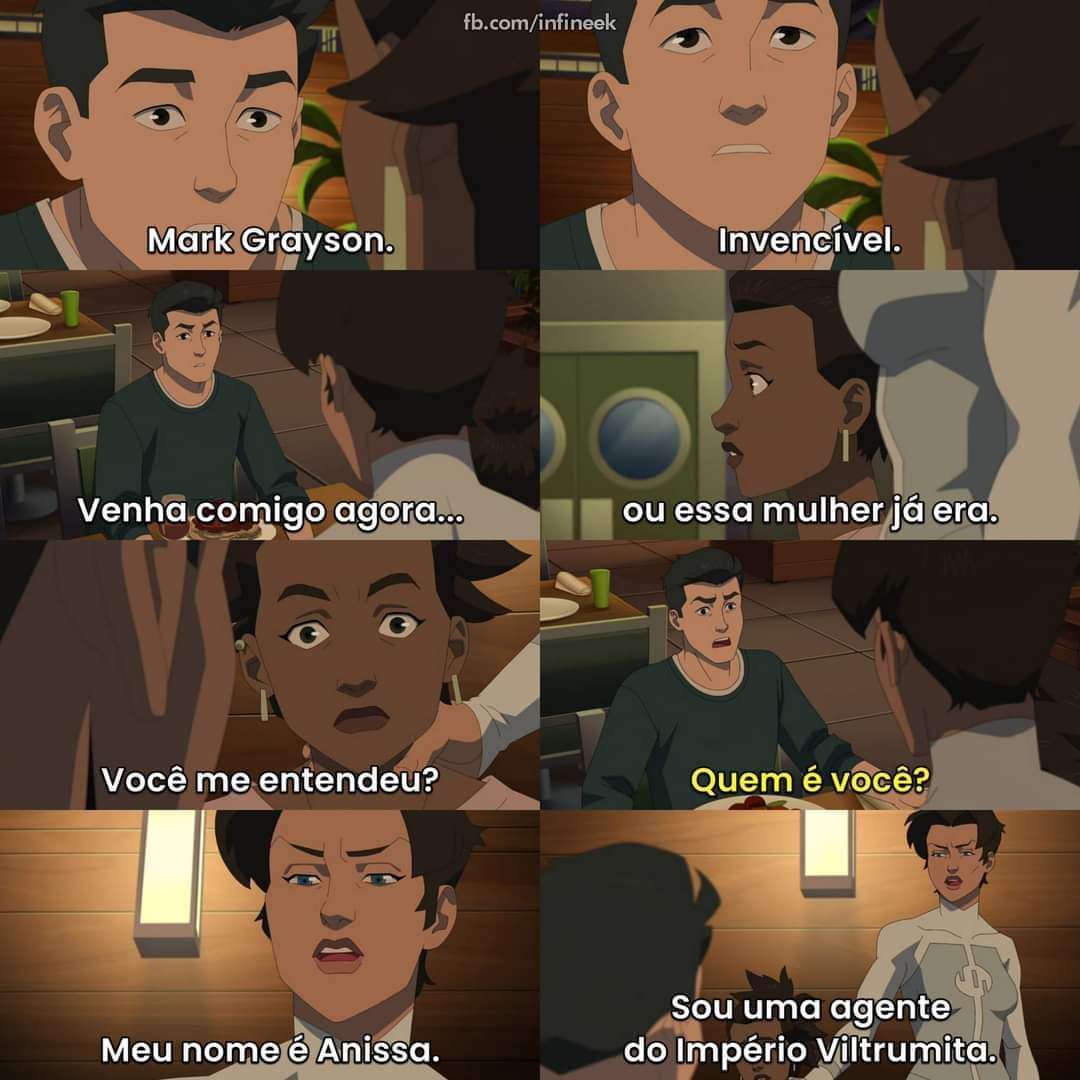 fb.com/infineek
Mark Grayson.
Invencível.
Venha comigo agora...
ou essa mulher já era.
Você me entendeu?
Quem é você?
Meu nome é Anissa.
Sou uma agente
do Império Viltrumita.